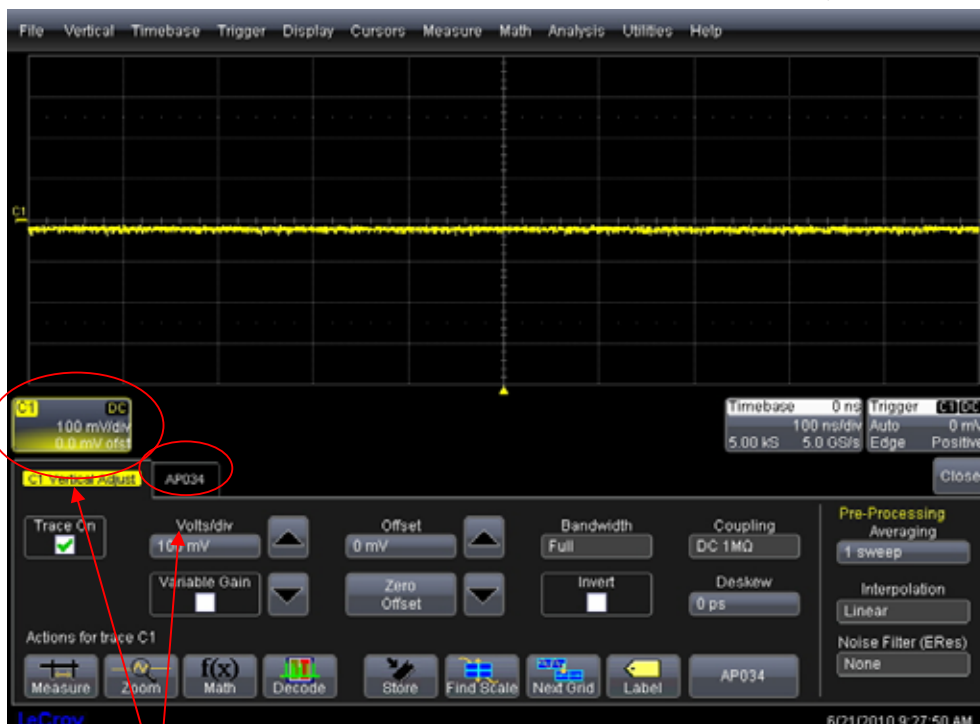 File Vertical Timebase Trigger Display Cursors Measure Math Analysis Utilities Help
C1
C1 DC
100 mV/div
0.0 mV ofst
Timebase 0 ns
100 ns/div
5.00 kS 5.0 GS/s
Trigger C1 DC
Auto 0 mV
Edge Positive
C1 Vertical Adjust AP034 Close
Trace On
Volts/div
100 mV
Variable Gain
Offset
0 mV
Zero
Offset
Bandwidth
Full
Invert
Coupling
DC 1MΩ
Deskew
0 ps
Pre-Processing
Averaging
1 sweep
Interpolation
Linear
Noise Filter (ERes)
None
Actions for trace C1
Measure
Zoom
f(x)
Math
Decode
Store
Find Scale
Next Grid
Label
AP034
LeCroy 6/21/2010 9:27:50 AM